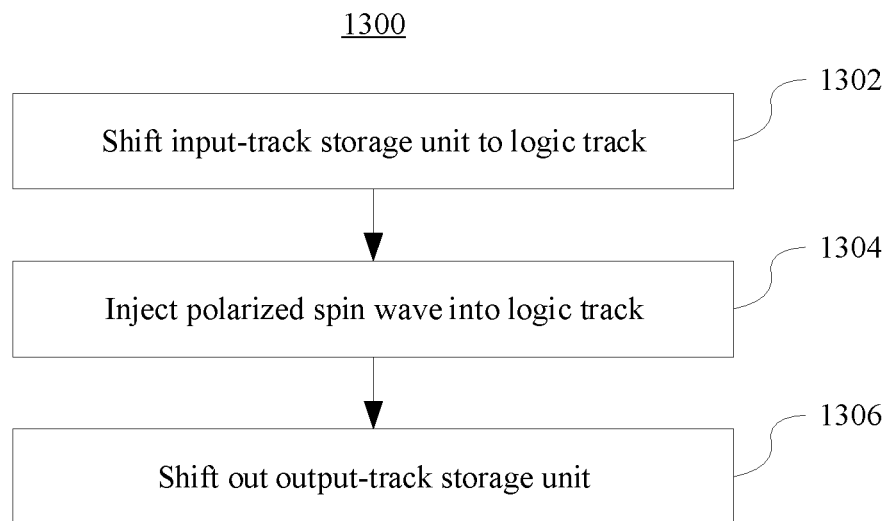 1300
1302
Shift input-track storage unit to logic track
1304
Inject polarized spin wave into logic track
1306
Shift out output-track storage unit